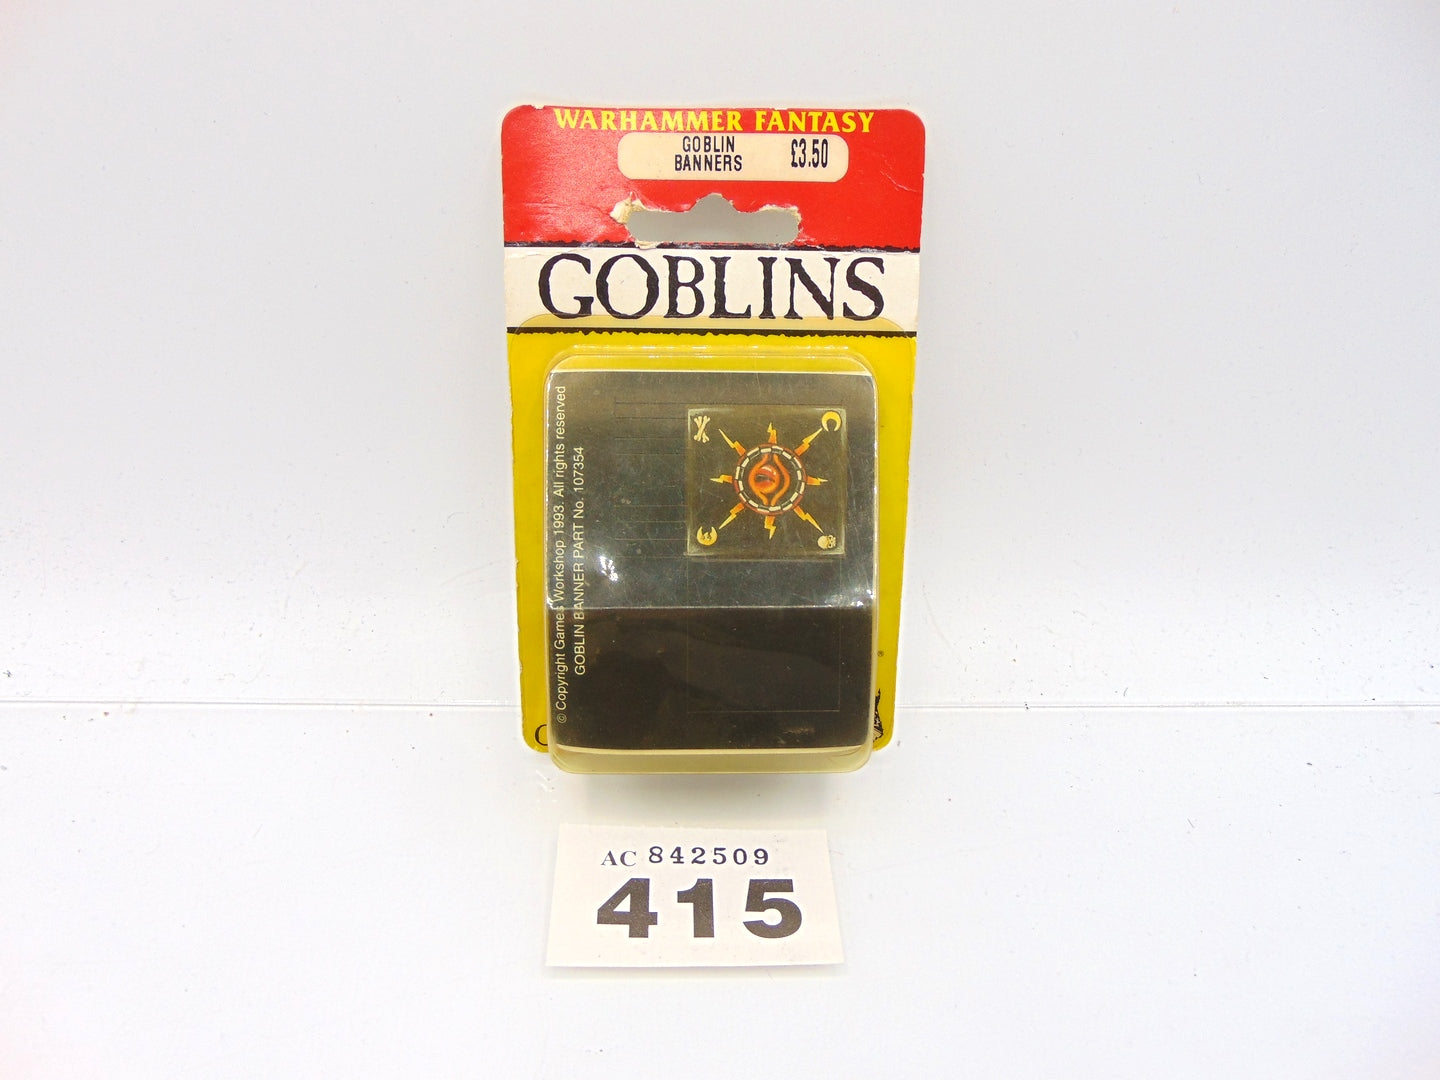 WARHAMMER FANTASY
GOBLIN
BANNERS
£3.50
GOBLINS
© Copyright Games Workshop 1993. All rights reserved
GOBLIN BANNER PART No. 107354
AC 842509
415